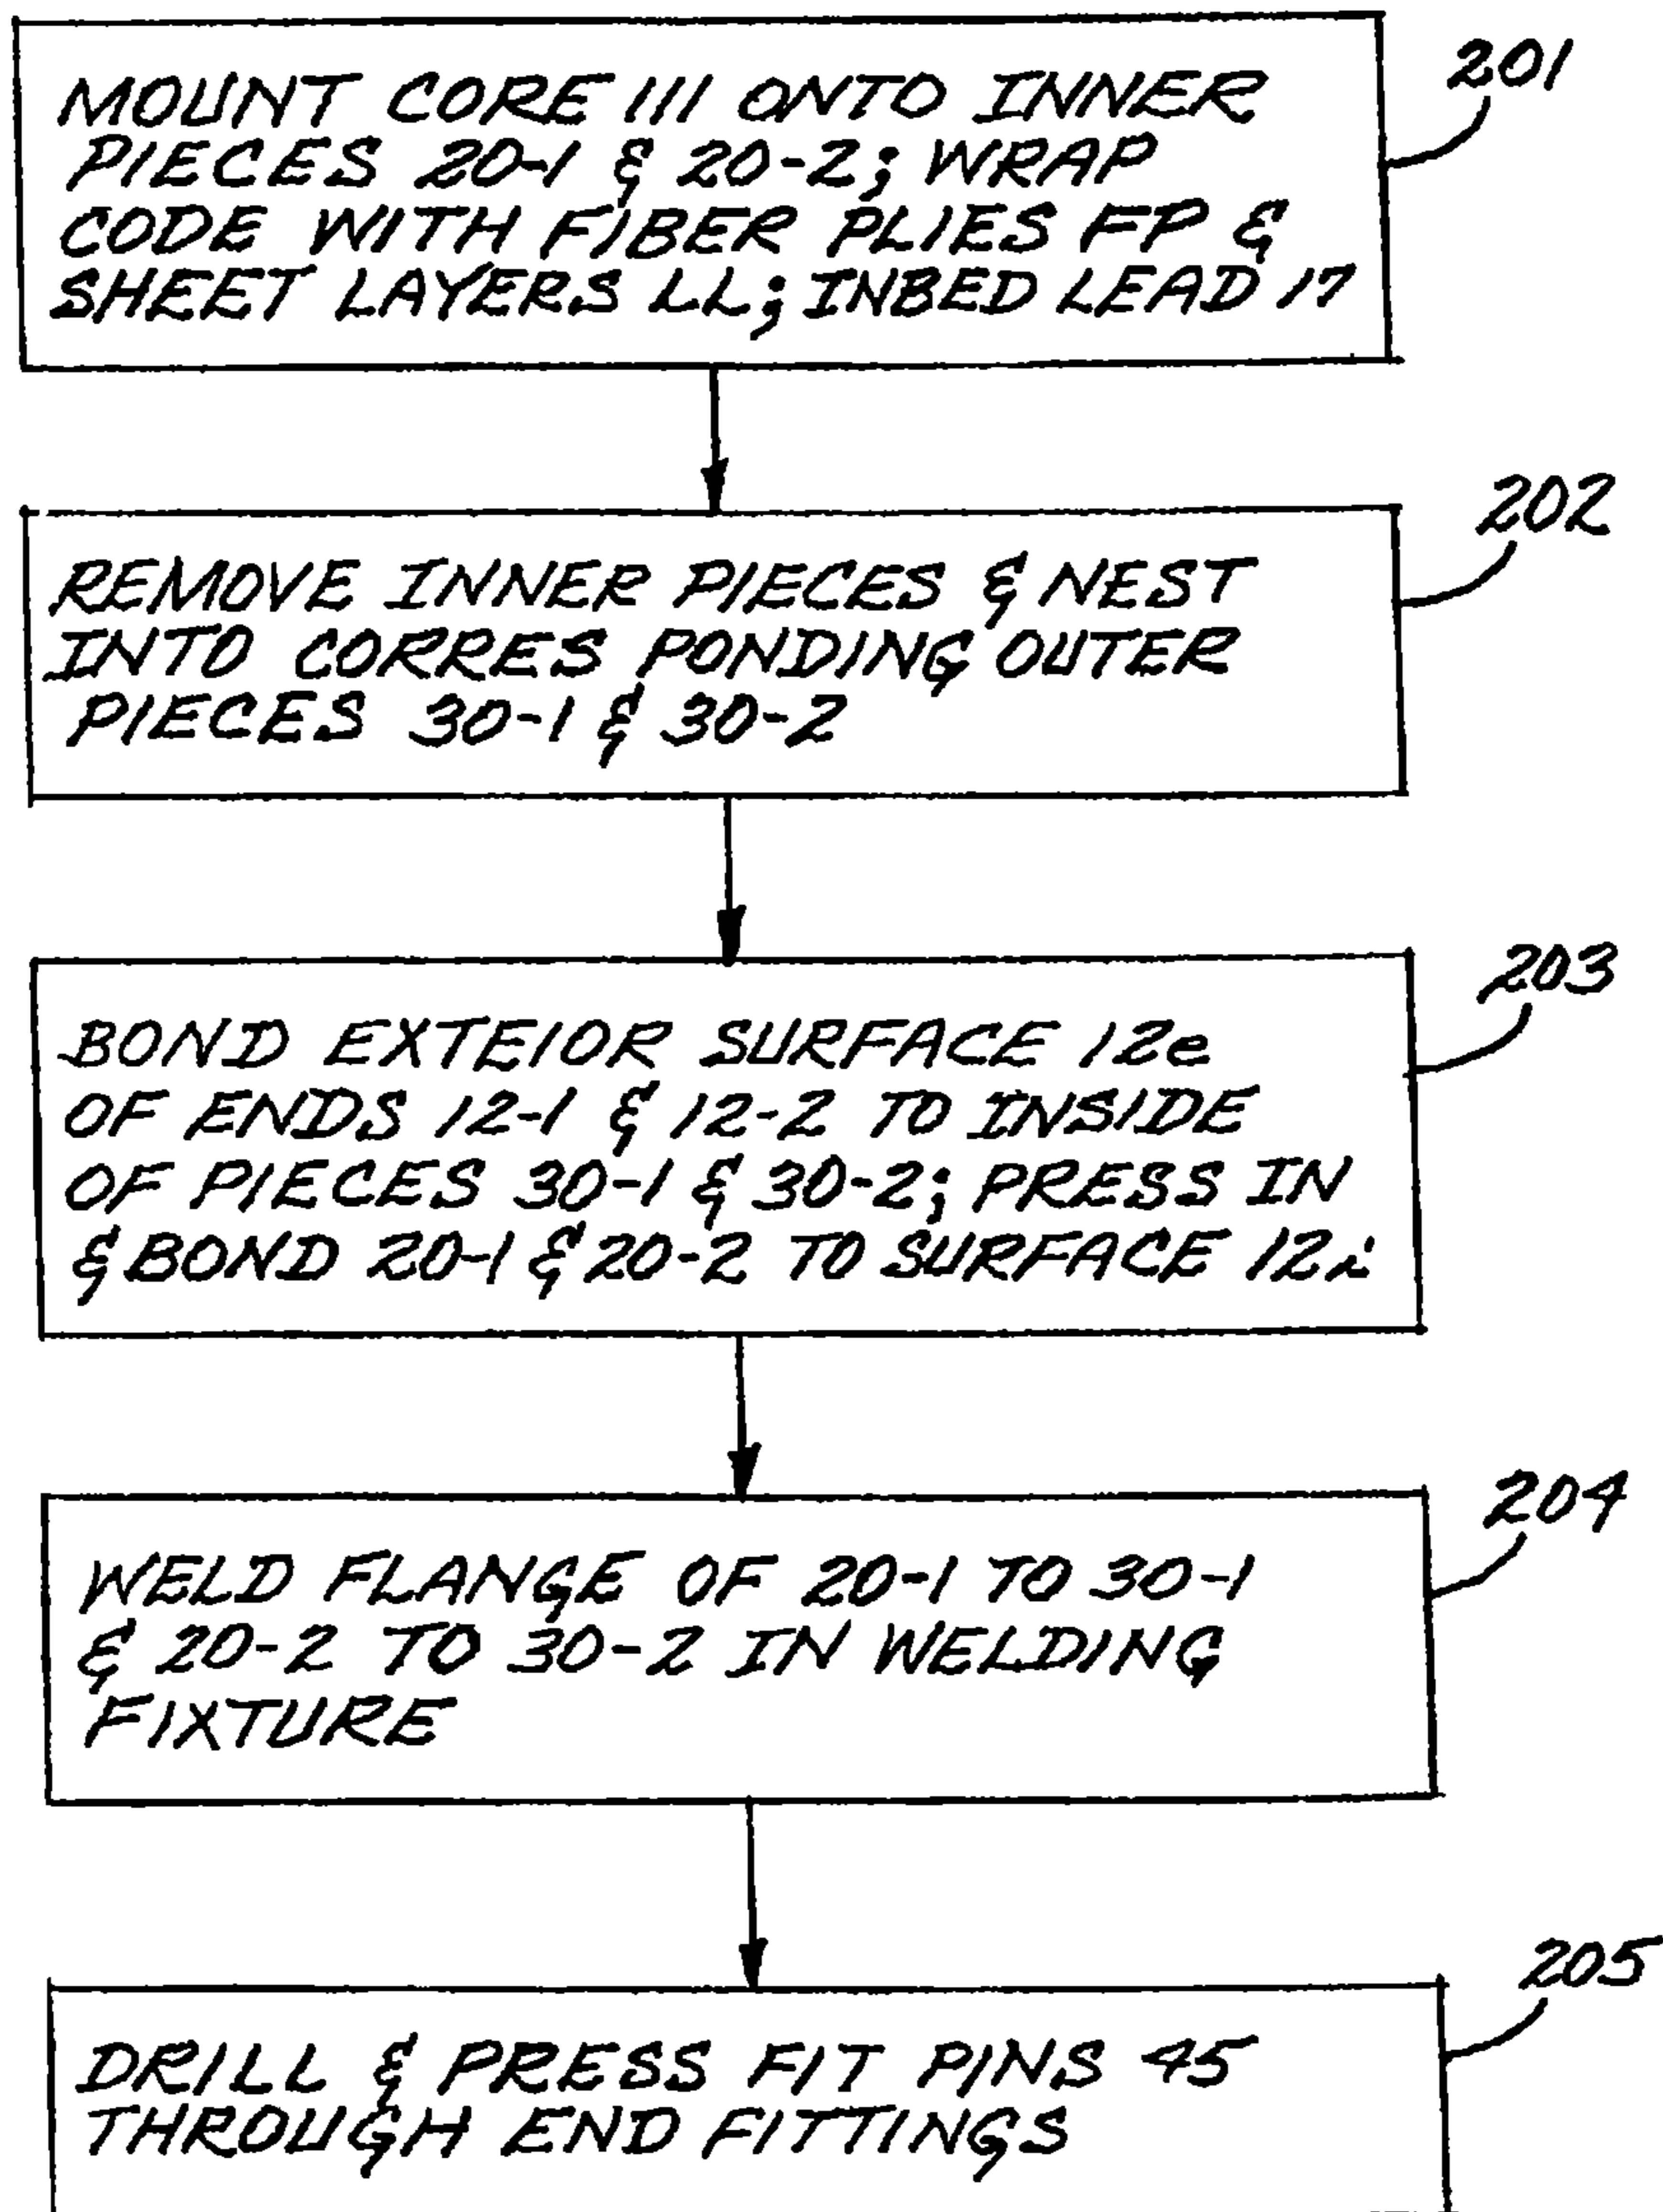 MOUNT CORE 111 ONTO INNER
PIECES 20-1 & 20-2; WRAP
CODE WITH FIBER PLIES FP &
SHEET LAYERS LL; INBED LEAD 17
201
REMOVE INNER PIECES & NEST
INTO CORRES PONDING OUTER
PIECES 30-1 & 30-2
202
BOND EXTEIOR SURFACE 12e
OF ENDS 12-1 & 12-2 TO INSIDE
OF PIECES 30-1 & 30-2; PRESS IN
& BOND 20-1 & 20-2 TO SURFACE 12i
203
WELD FLANGE OF 20-1 TO 30-1
& 20-2 TO 30-2 IN WELDING
FIXTURE
204
DRILL & PRESS FIT PINS 45
THROUGH END FITTINGS
205